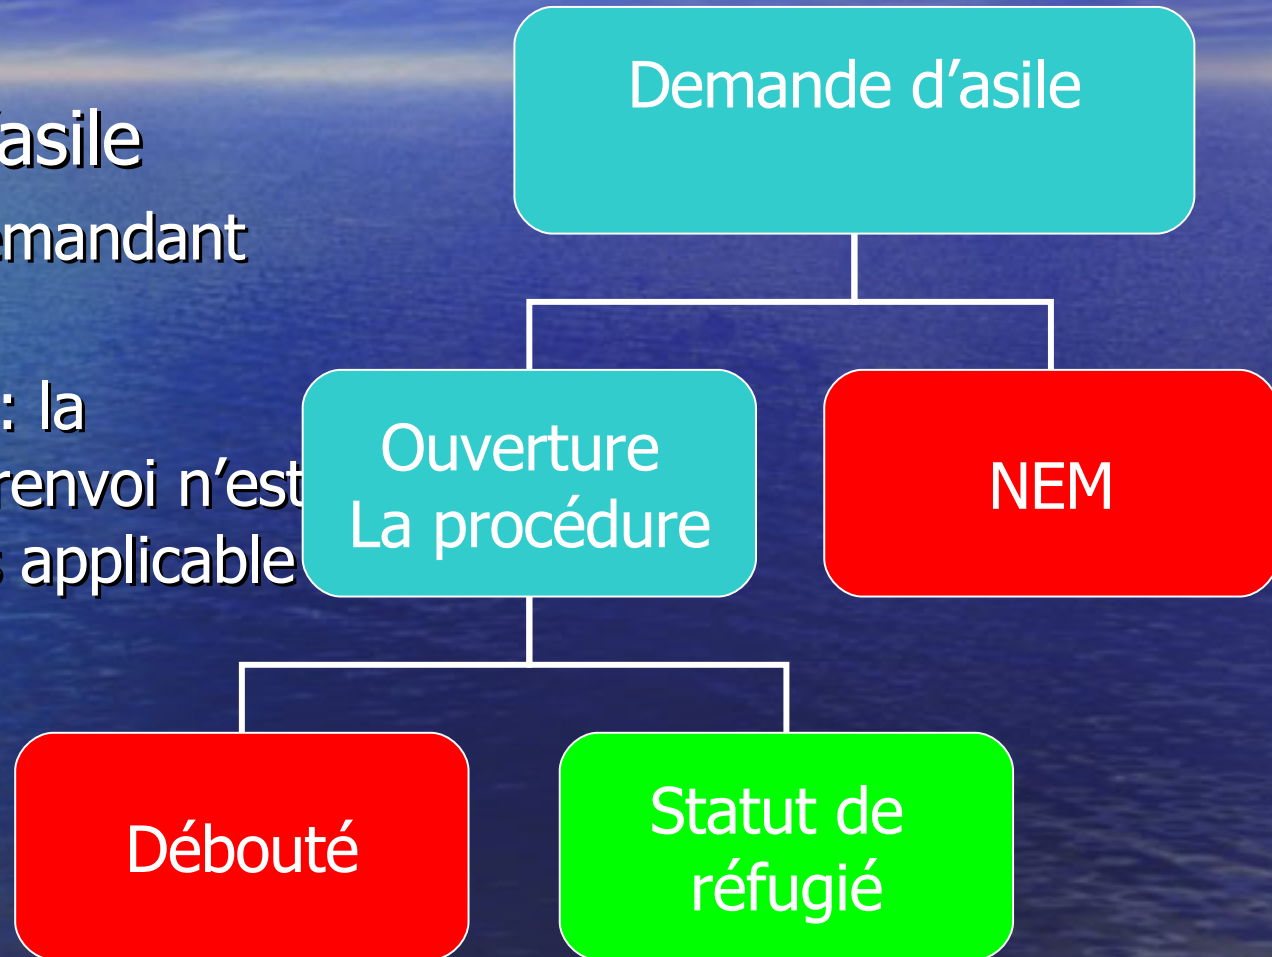 ’asile
emandant
: la
renvoi n’est
s applicable
Demande d’asile
Ouverture
La procédure
NEM
Débouté
Statut de
réfugié